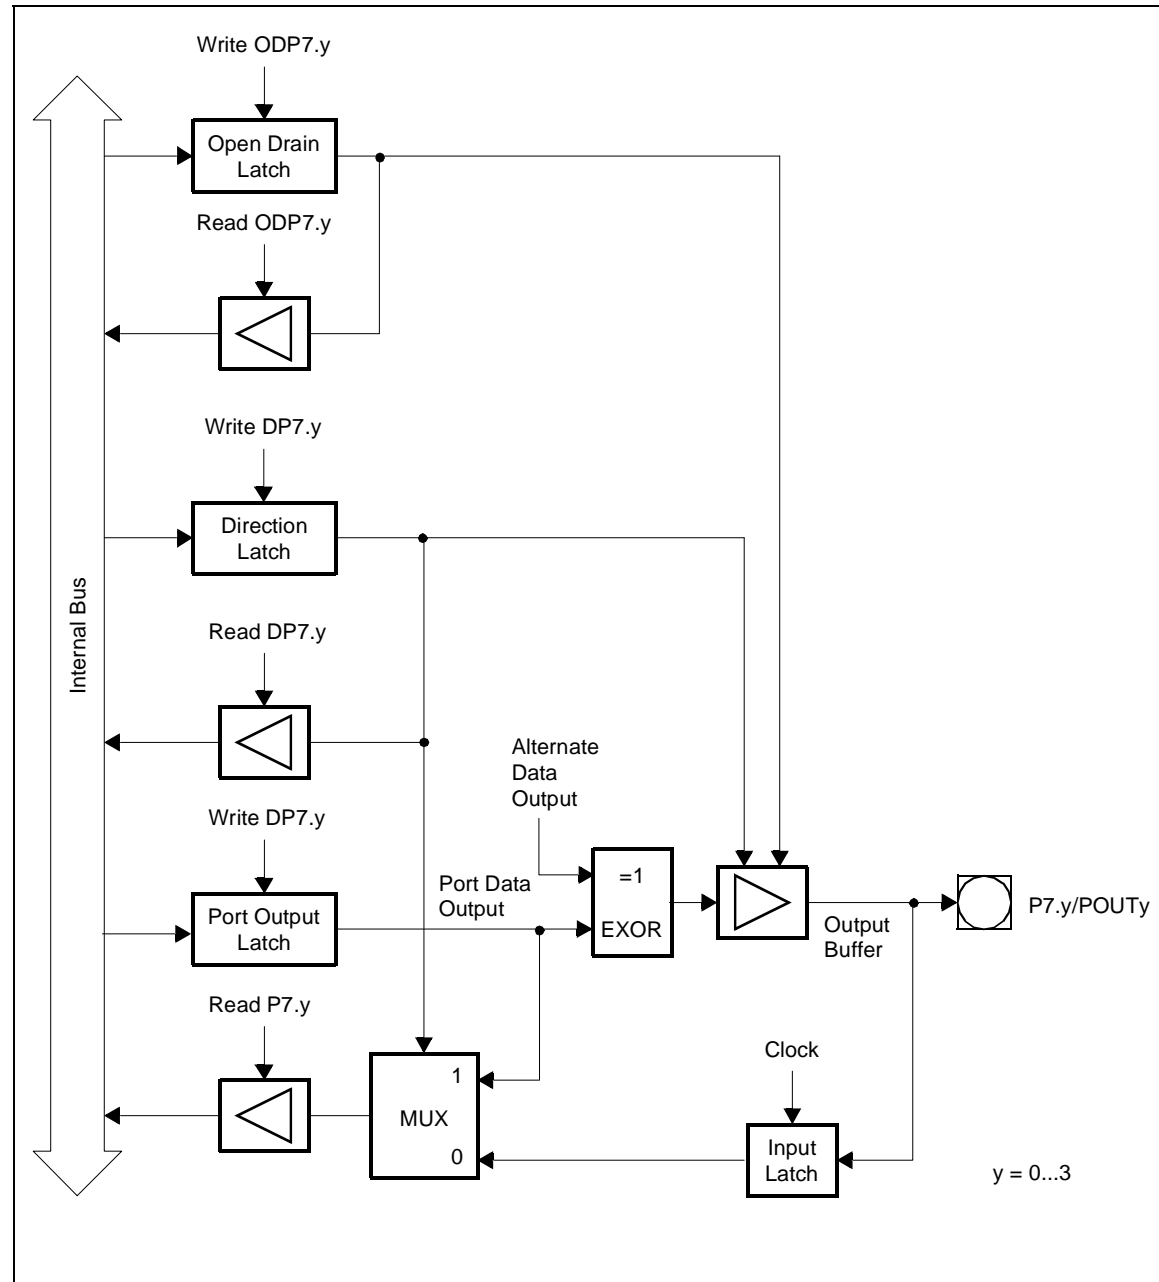 Write ODP7.y
Open Drain
Latch
Read ODP7.y
Write DP7.y
Direction
Latch
Internal Bus
Read DP7.y
Alternate
Data
Output
Write DP7.y
=1
EXOR
Port Data
Output
Port Output
Latch
Output
Buffer
P7.y/POUTy
Read P7.y
Clock
1
MUX
0
Input
Latch
y = 0...3